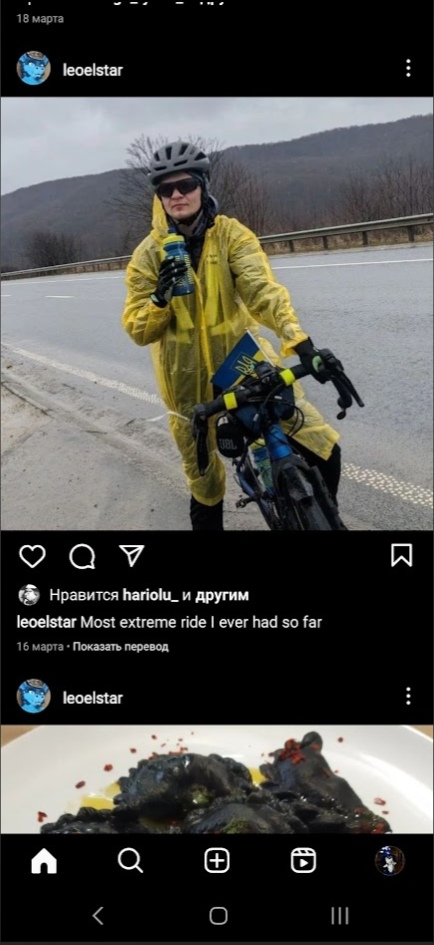 18 марта
leoelstar
JBL
Нравится hariolu_ и другим
leoelstar Most extreme ride I ever had so far
16 марта • Показать перевод
leoelstar